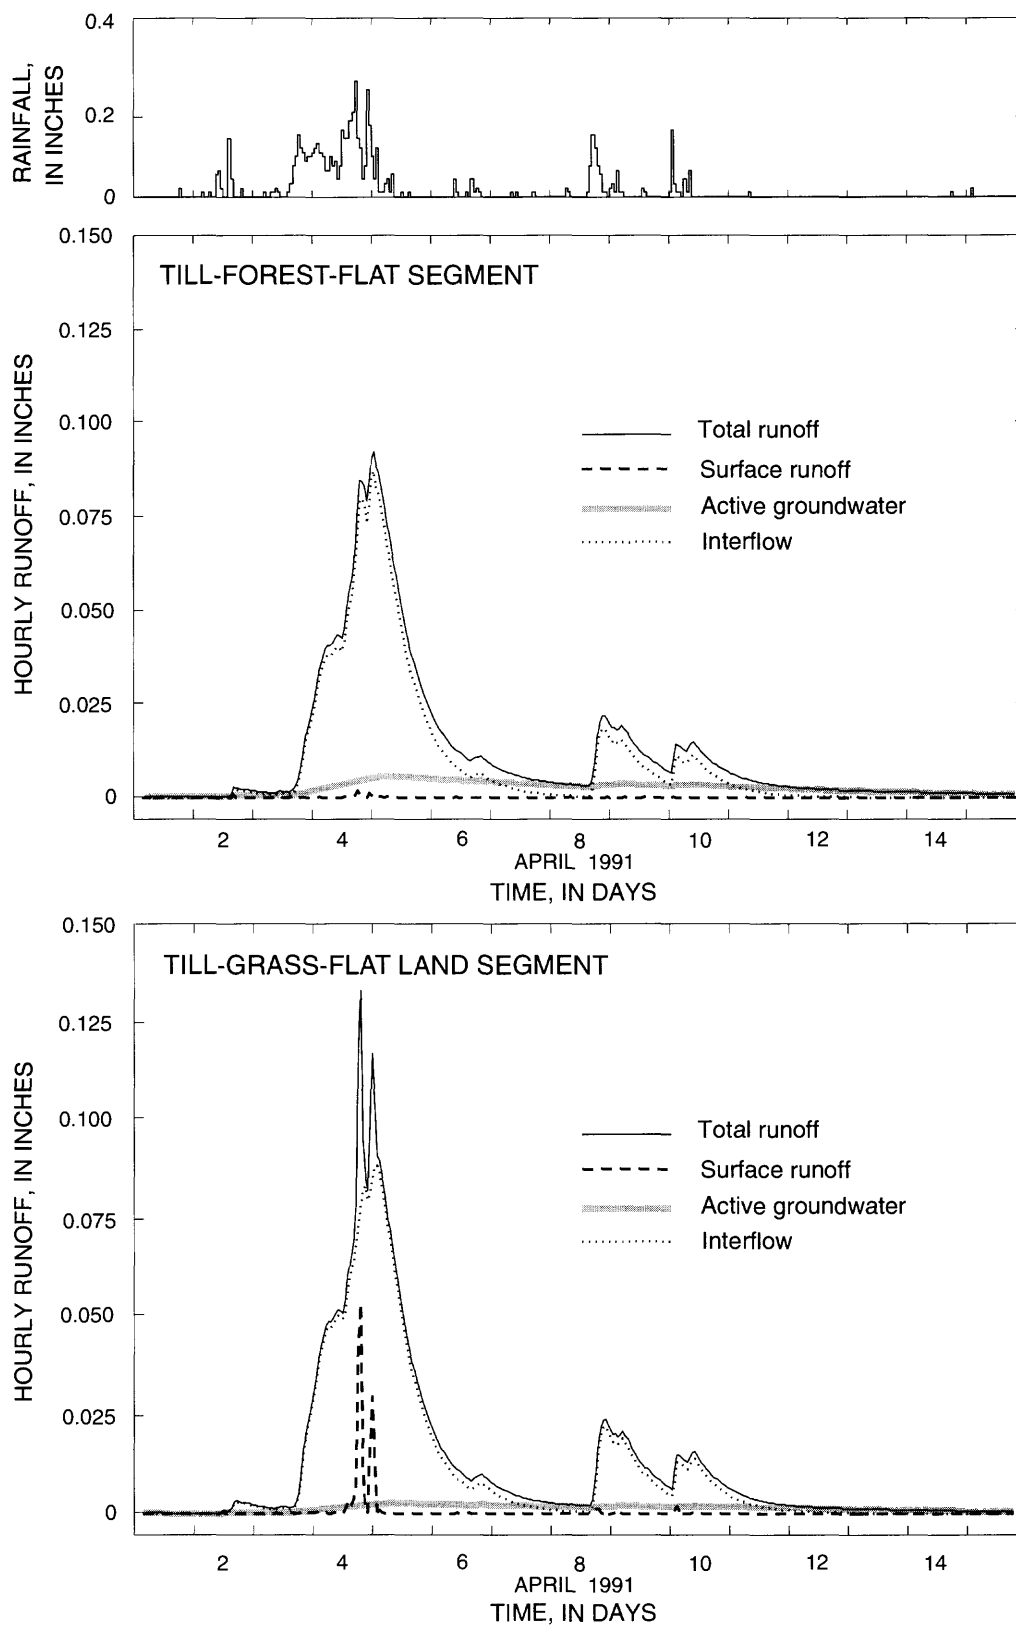 0.4
0.2
0
RAINFALL,
IN INCHES
0.150
TILL-FOREST-FLAT SEGMENT
0.125
0.100
0.075
0.050
0.025
0
HOURLY RUNOFF, IN INCHES
Total runoff
Surface runoff
Active groundwater
Interflow
2 4 6 8 10 12 14
APRIL 1991
TIME, IN DAYS
0.150
TILL-GRASS-FLAT LAND SEGMENT
0.125
0.100
0.075
0.050
0.025
0
HOURLY RUNOFF, IN INCHES
Total runoff
Surface runoff
Active groundwater
Interflow
2 4 6 8 10 12 14
APRIL 1991
TIME, IN DAYS